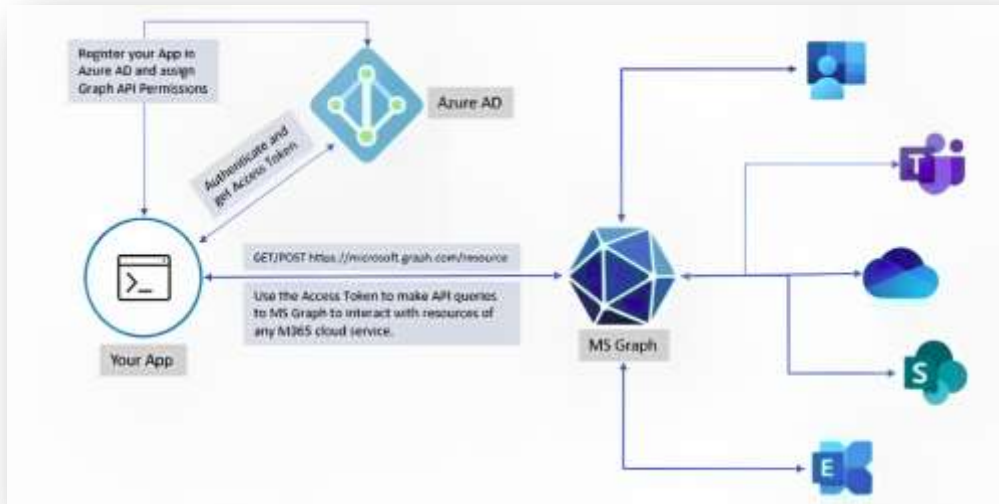 Register your App in
Azure AD and assign
Graph API Permissions
Azure AD
Authenticate and
get Access Token
GET/POST https://microsoft.graph.com/resource
Use the Access Token to make API queries
to MS Graph to interact with resources of
any M365 cloud service.
Your App
MS Graph
T
S
E